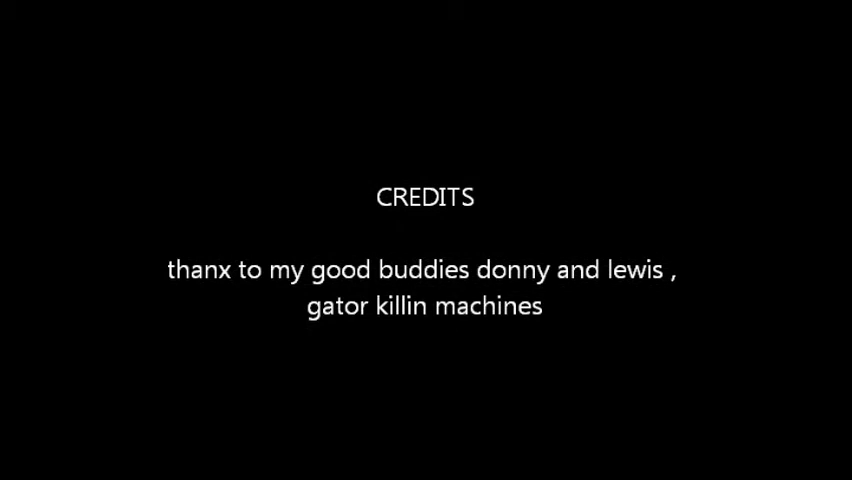 CREDITS
thanx to my good buddies donny and lewis ,
gator killin machines